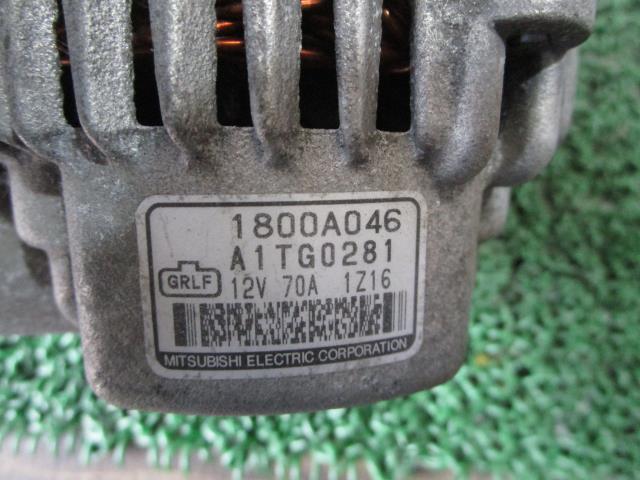 1800A046
A1TG0281
GRLF 12V 70A 1Z16
MITSUBISHI ELECTRIC CORPORATION